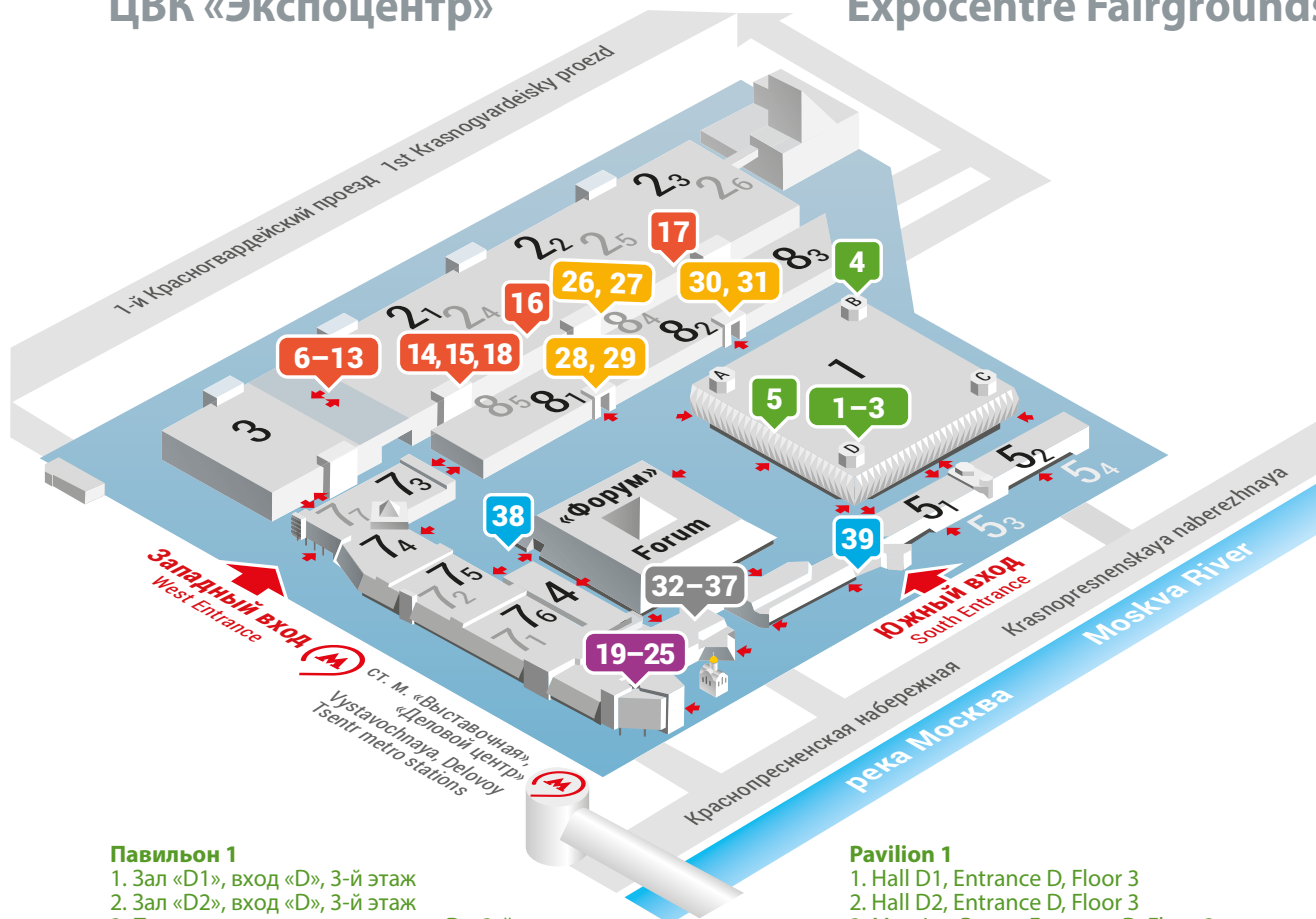 ЦВК «Экспоцентр»
Expocentre Fairgrounds
1-й Красногвардейский проезд 1st Krasnogvardeisky proezd
2₃
2₆
2₂
2₅
17
8₃
4
26, 27
30, 31
B
2₁
2₄
16
8₄
8₂
6–13
14, 15, 18
28, 29
1
A
C
3
8₅
8₁
5
1–3
D
5₂
5₄
7₃
7₇
38
«Форум»
Forum
5₁
5₃
7₄
39
7₅
7₂
32–37
4
7₆
7₁
19–25
Западный вход
West Entrance
Южный вход
South Entrance
М
ст. м. «Выставочная»,
«Деловой центр»
Vystavochnaya, Delovoy
Tsentr metro stations
М
Краснопресненская набережная
Krasnopresnenskaya naberezhnaya
река Москва
Moskva River
Павильон 1
1. Зал «D1», вход «D», 3-й этаж
2. Зал «D2», вход «D», 3-й этаж
Pavilion 1
1. Hall D1, Entrance D, Floor 3
2. Hall D2, Entrance D, Floor 3